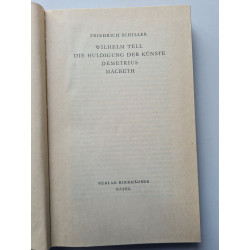 FRIEDRICH SCHILLER
WILHELM TELL
DIE HULDIGUNG DER KÜNSTE
DEMETRIUS
MACBETH
VERLAG BIRKHÄUSER
BASEL